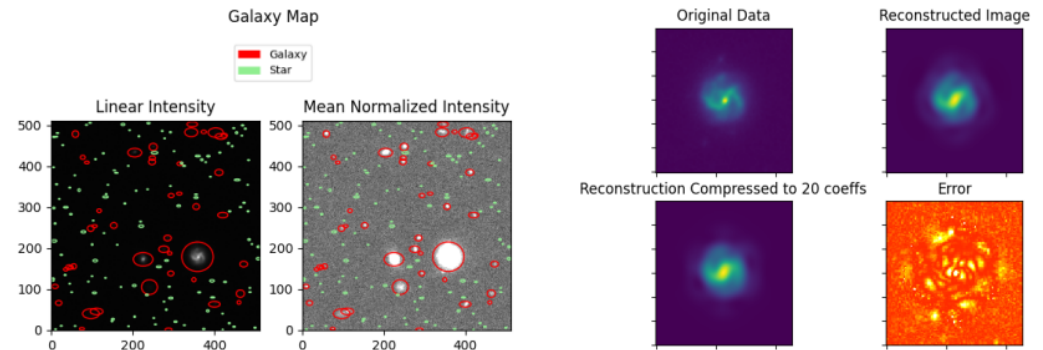 Galaxy Map
Galaxy
Star
Linear Intensity
500
400
300
200
100
0
0 200 400
Mean Normalized Intensity
500
400
300
200
100
0
0 200 400
Original Data
Reconstructed Image
Reconstruction Compressed to 20 coeffs
Error